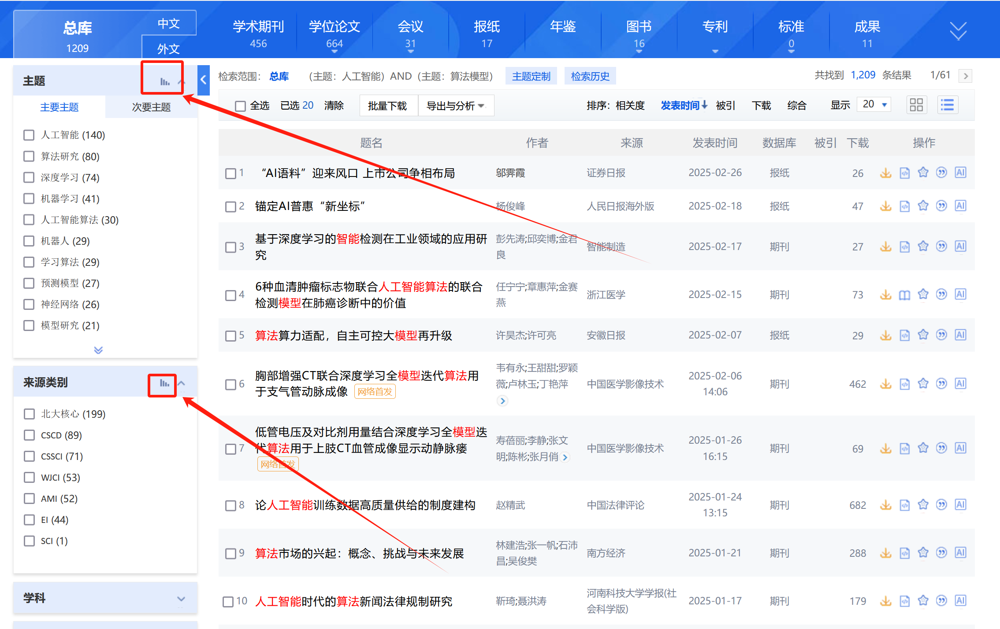 总库
1209
中文
外文
学术期刊
456
学位论文
664
会议
31
报纸
17
年鉴
图书
16
专利
标准
0
成果
11
主题
主要主题 次要主题
人工智能 (140)
算法研究 (80)
深度学习 (74)
机器学习 (41)
人工智能算法 (30)
机器人 (29)
学习算法 (29)
预测模型 (27)
神经网络 (26)
模型研究 (21)
来源类别
北大核心 (199)
CSCD (89)
CSSCI (71)
WJCI (53)
AMI (52)
EI (44)
SCI (1)
学科
检索范围： 总库 （主题：人工智能）AND（主题：算法模型） 主题定制 检索历史 共找到 1,209 条结果 1/61
全选 已选 20 清除 批量下载 导出与分析 排序： 相关度 发表时间 被引 下载 综合 显示 20
题名 作者 来源 发表时间 数据库 被引 下载 操作
1 “AI语料”迎来风口 上市公司争相布局 邬霁霞 证券日报 2025-02-26 报纸 26 AI
2 锚定AI普惠“新坐标” 杨俊峰 人民日报海外版 2025-02-18 报纸 47 AI
3 基于深度学习的智能检测在工业领域的应用研
究 彭先涛;邱奕博;金君
良 智能制造 2025-02-17 期刊 27 AI
4 6种血清肿瘤标志物联合人工智能算法的联合
检测模型在肺癌诊断中的价值 任宁宁;章惠萍;金赛
燕 浙江医学 2025-02-15 期刊 73 AI
5 算法算力适配，自主可控大模型再升级 许昊杰;许可亮 安徽日报 2025-02-07 报纸 29 AI
6 胸部增强CT联合深度学习全模型迭代算法用
于支气管动脉成像 网络首发 韦有永;王甜甜;罗颖
薇;卢林玉;丁艳萍 中国医学影像技术 2025-02-06
14:06 期刊 462 AI
7 低管电压及对比剂用量结合深度学习全模型迭
代算法用于上肢CT血管成像显示动静脉瘘
网络首发 寿蓓丽;李静;张文
明;陈彬;张月俏 中国医学影像技术 2025-01-26
16:15 期刊 69 AI
8 论人工智能训练数据高质量供给的制度建构 赵精武 中国法律评论 2025-01-24
13:15 期刊 682 AI
9 算法市场的兴起：概念、挑战与未来发展 林建浩;张一帆;石沛
昌;吴俊樊 南方经济 2025-01-21 期刊 288 AI
10 人工智能时代的算法新闻法律规制研究 靳琦;聂洪涛 河南科技大学学报(社
会科学版) 2025-01-17 期刊 179 AI